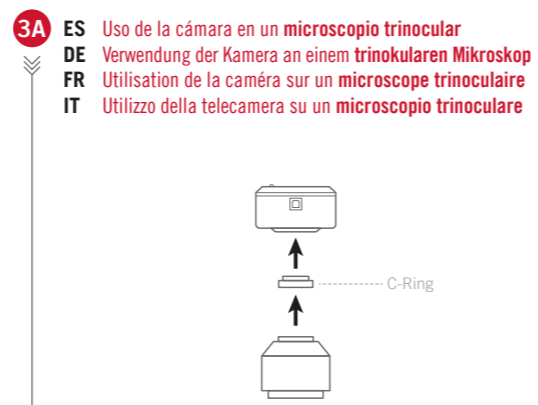 3A ES Uso de la cámara en un microscopio trinocular
DE Verwendung der Kamera an einem trinokularen Mikroskop
FR Utilisation de la caméra sur un microscope trinoculaire
IT Utilizzo della telecamera su un microscopio trinoculare
C-Ring